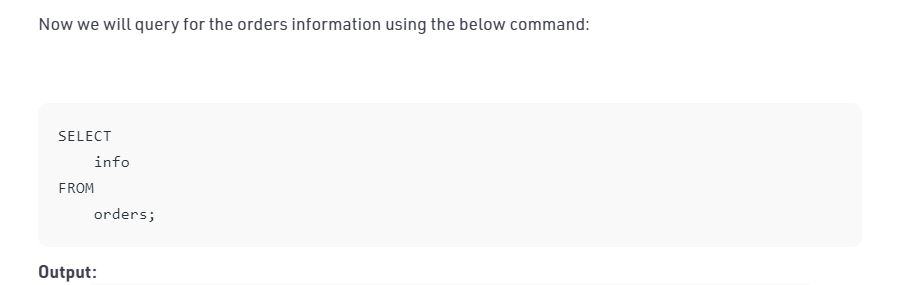 Now we will query for the orders information using the below command:
SELECT
info
FROM
orders;
Output: